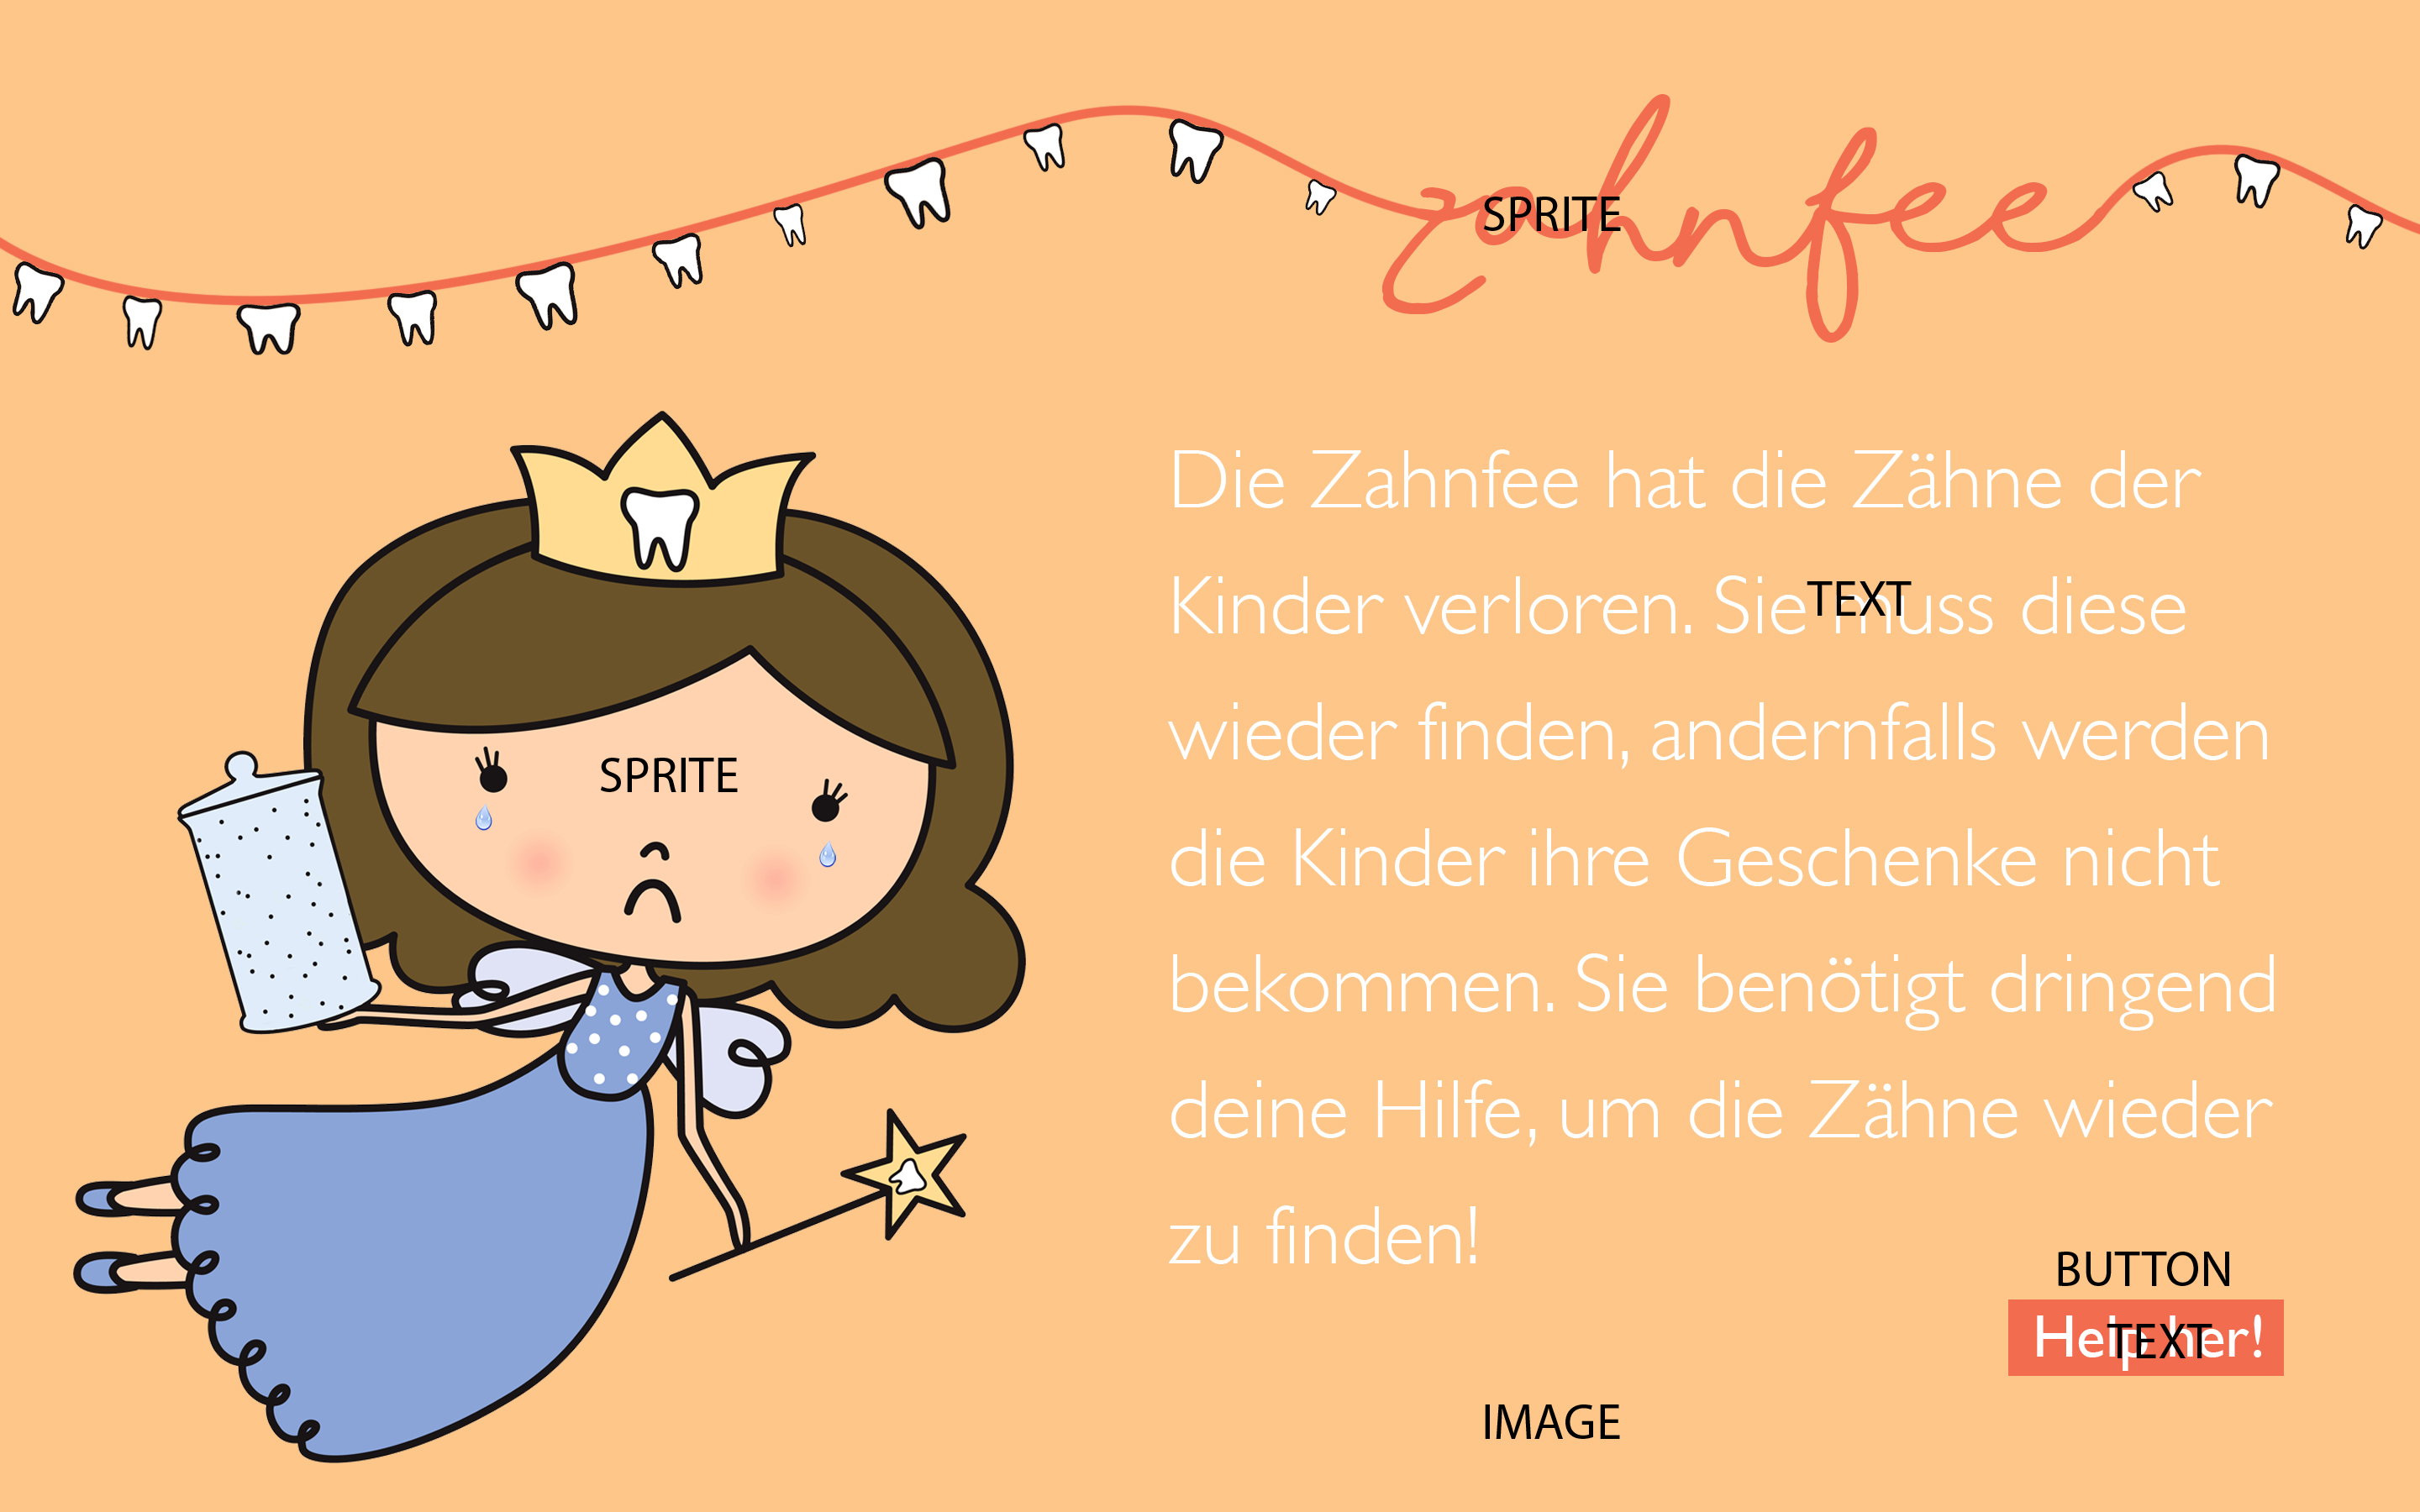 zahnfee
SPRITE
Die Zahnfee hat die Zähne der
Kinder verloren. Sie muss diese
TEXT
wieder finden, andernfalls werden
die Kinder ihre Geschenke nicht
bekommen. Sie benötigt dringend
deine Hilfe, um die Zähne wieder
zu finden!
SPRITE
BUTTON
Help her!
TEXT
IMAGE